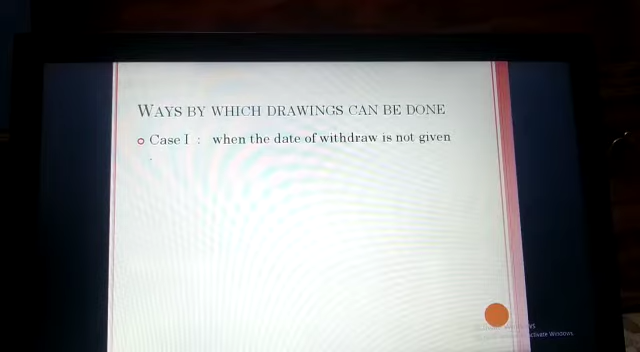 WAYS BY WHICH DRAWINGS CAN BE DONE
Case I : when the date of withdraw is not given